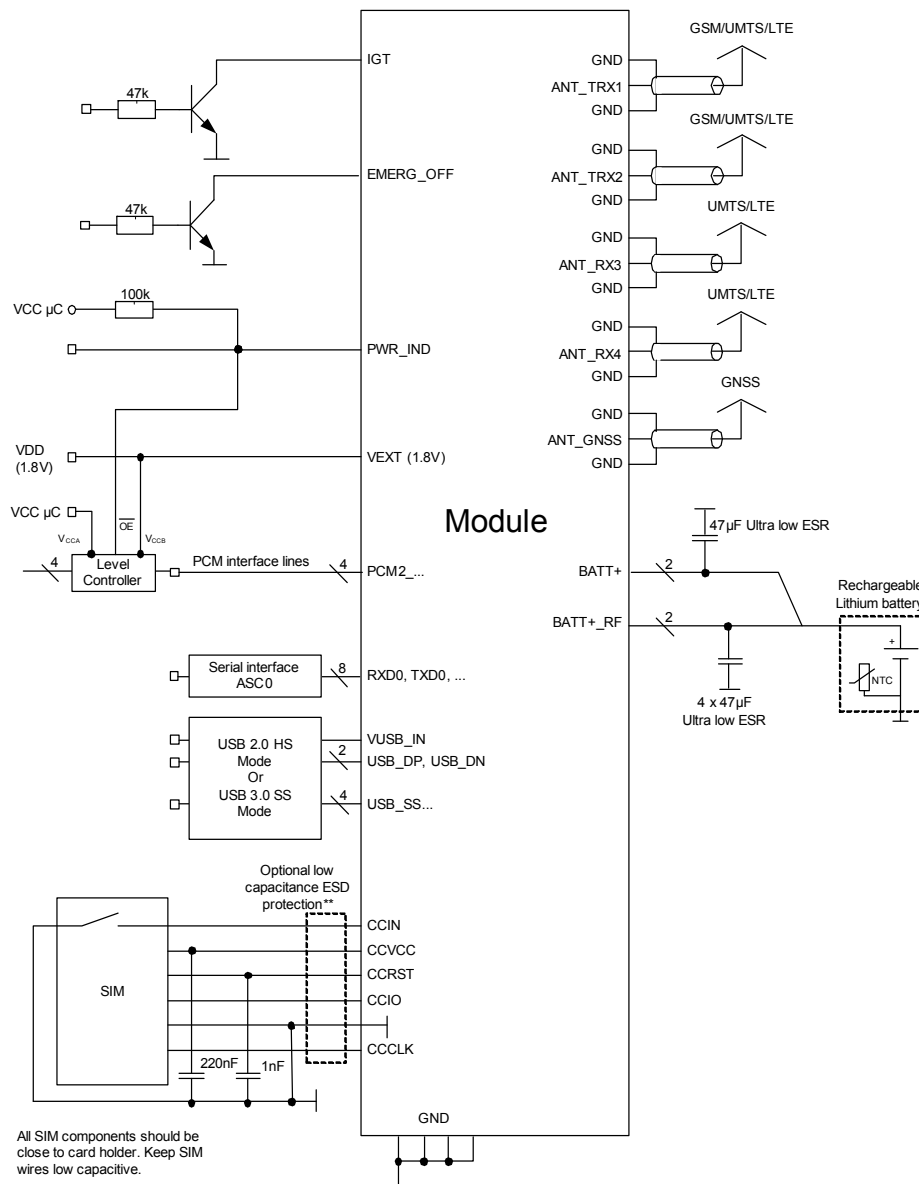 IGT
47k
EMERG_OFF
47k
100k
VCC µC
PWR_IND
VDD
(1.8V)
VEXT (1.8V)
VCC µC
VCCA
OE
VCCB
4
Level
Controller
PCM interface lines
4
PCM2_...
Serial interface
ASC0
8
RXD0, TXD0, ...
USB 2.0 HS
Mode
Or
USB 3.0 SS
Mode
VUSB_IN
2
USB_DP, USB_DN
4
USB_SS...
Optional low
capacitance ESD
protection**
SIM
CCIN
CCVCC
CCRST
CCIO
CCCLK
220nF
1nF
All SIM components should be
close to card holder. Keep SIM
wires low capacitive.
Module
GND
GSM/UMTS/LTE
GND
ANT_TRX1
GND
GSM/UMTS/LTE
GND
ANT_TRX2
GND
UMTS/LTE
GND
ANT_RX3
GND
UMTS/LTE
GND
ANT_RX4
GND
GNSS
GND
ANT_GNSS
GND
47µF Ultra low ESR
BATT+
2
BATT+_RF
2
4 x 47µF
Ultra low ESR
Rechargeable
Lithium battery
+
NTC